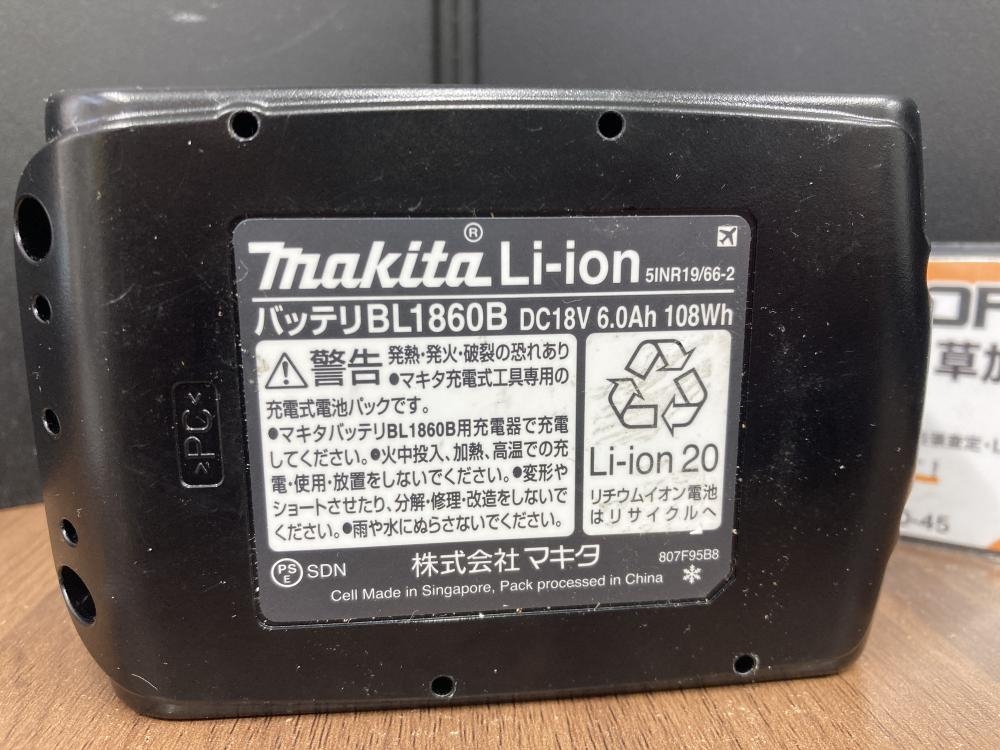 makita® Li-ion 5INR19/66-2
バッテリBL1860B DC18V 6.0Ah 108Wh
警告 発熱・発火・破裂の恐れあり
●マキタ充電式工具専用の
充電式電池パックです。
●マキタバッテリBL1860B用充電器で充電
してください。●火中投入、加熱、高温での充
電・使用・放置をしないでください。●変形や
ショートさせたり、分解・修理・改造をしないで
ください。●雨や水にぬらさないでください。
Li-ion 20
リチウムイオン電池
はリサイクルへ
PSE SDN
株式会社マキタ
807F95B8
Cell Made in Singapore, Pack processed in China
>PC<
草加
-45